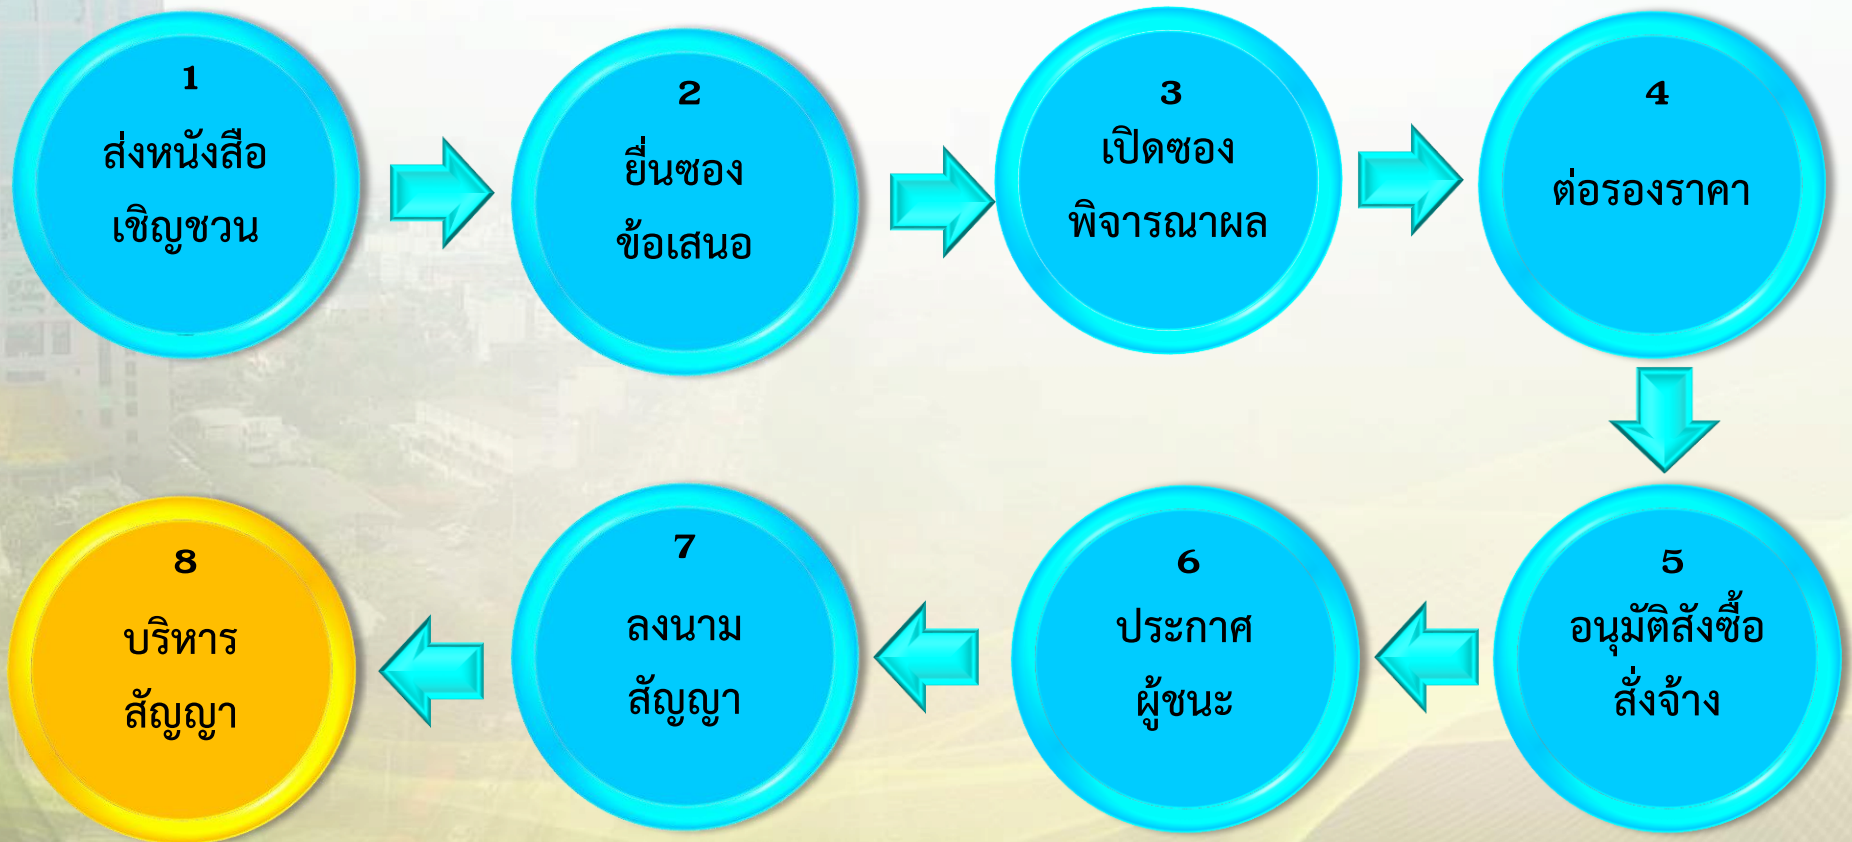 1
ส่งหนังสือ
เชิญชวน
2
ยื่นซอง
ข้อเสนอ
3
เปิดซอง
พิจารณาผล
4
ต่อรองราคา
5
อนุมัติสังซื้อ
สั่งจ้าง
6
ประกาศ
ผู้ชนะ
7
ลงนาม
สัญญา
8
บริหาร
สัญญา